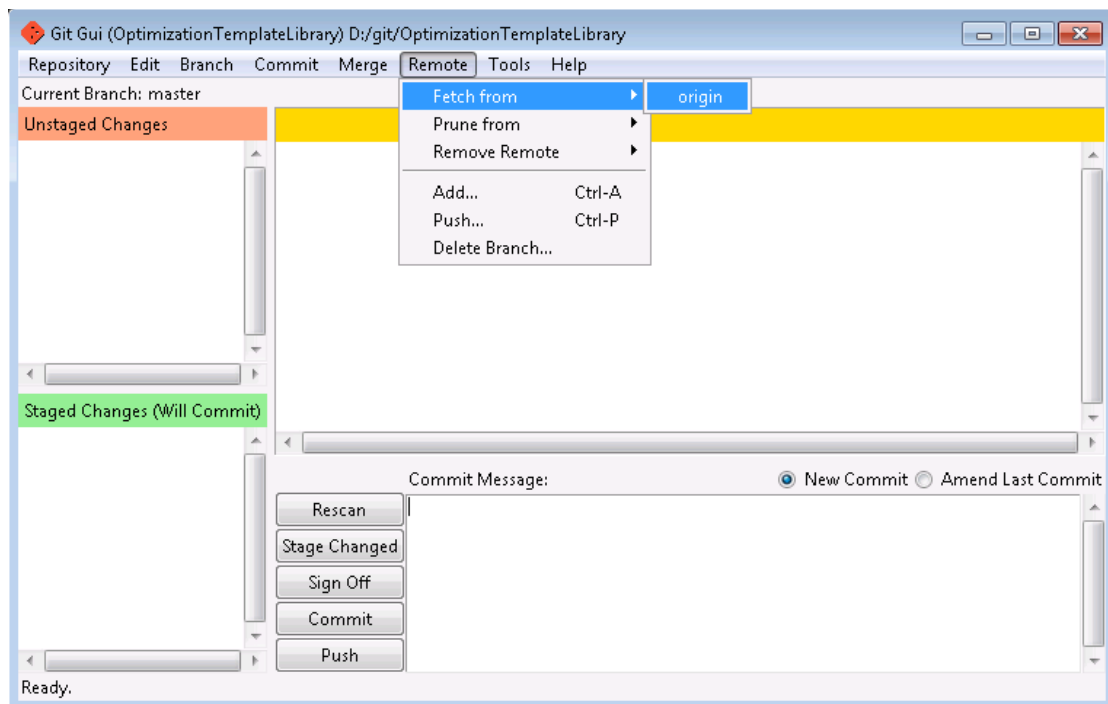 Git Gui (OptimizationTemplateLibrary) D:/git/OptimizationTemplateLibrary
Repository Edit Branch Commit Merge Remote Tools Help
Current Branch: master
Fetch from origin
Unstaged Changes
Prune from
Remove Remote
Add... Ctrl-A
Push... Ctrl-P
Delete Branch...
Staged Changes (Will Commit)
Commit Message: New Commit Amend Last Commit
Rescan
Stage Changed
Sign Off
Commit
Push
Ready.